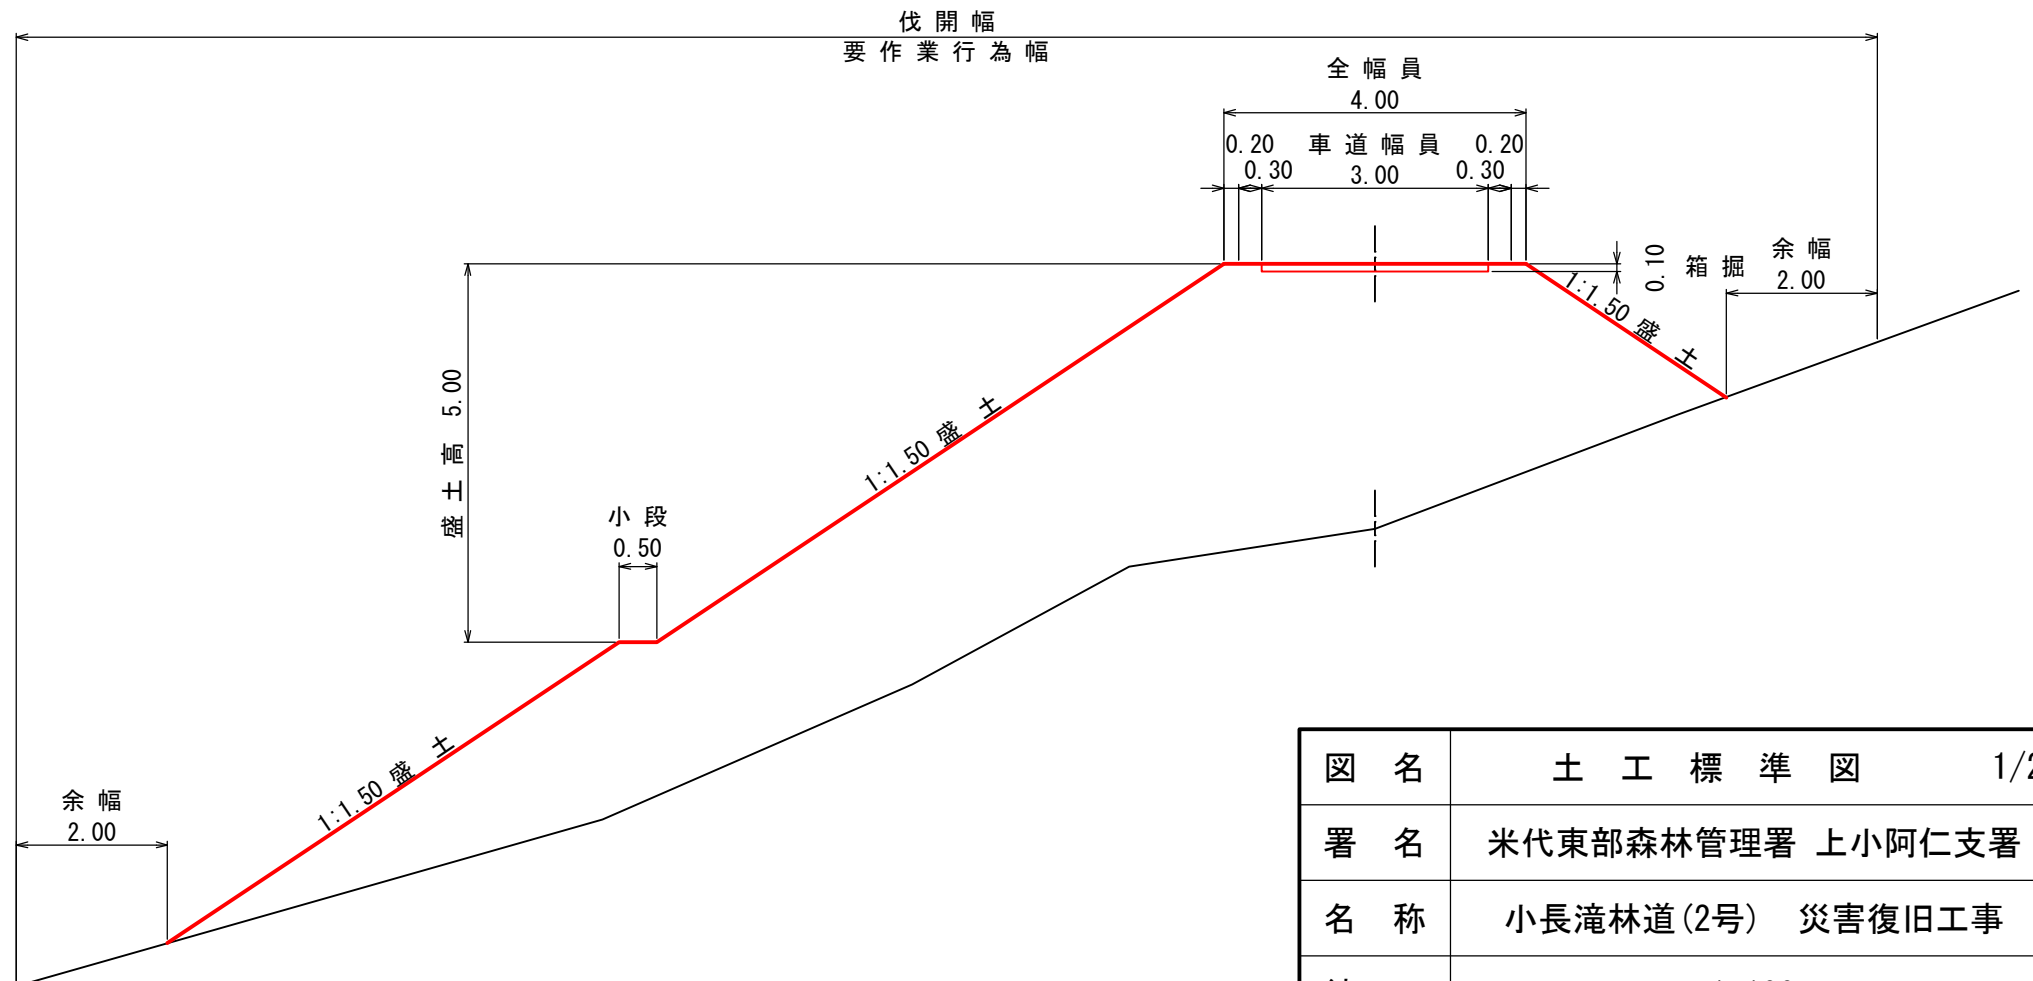 伐開幅
要作業行為幅
全幅員
4.00
0.20 車道幅員 0.20
0.30 3.00 0.30
0.10 箱掘
余幅
2.00
1:1.50 盛土
盛土高 5.00
1:1.50 盛土
小段
0.50
1:1.50 盛土
余幅
2.00
図名 土工標準図 1/2
署名 米代東部森林管理署 上小阿仁支署
名称 小長滝林道(2号) 災害復旧工事